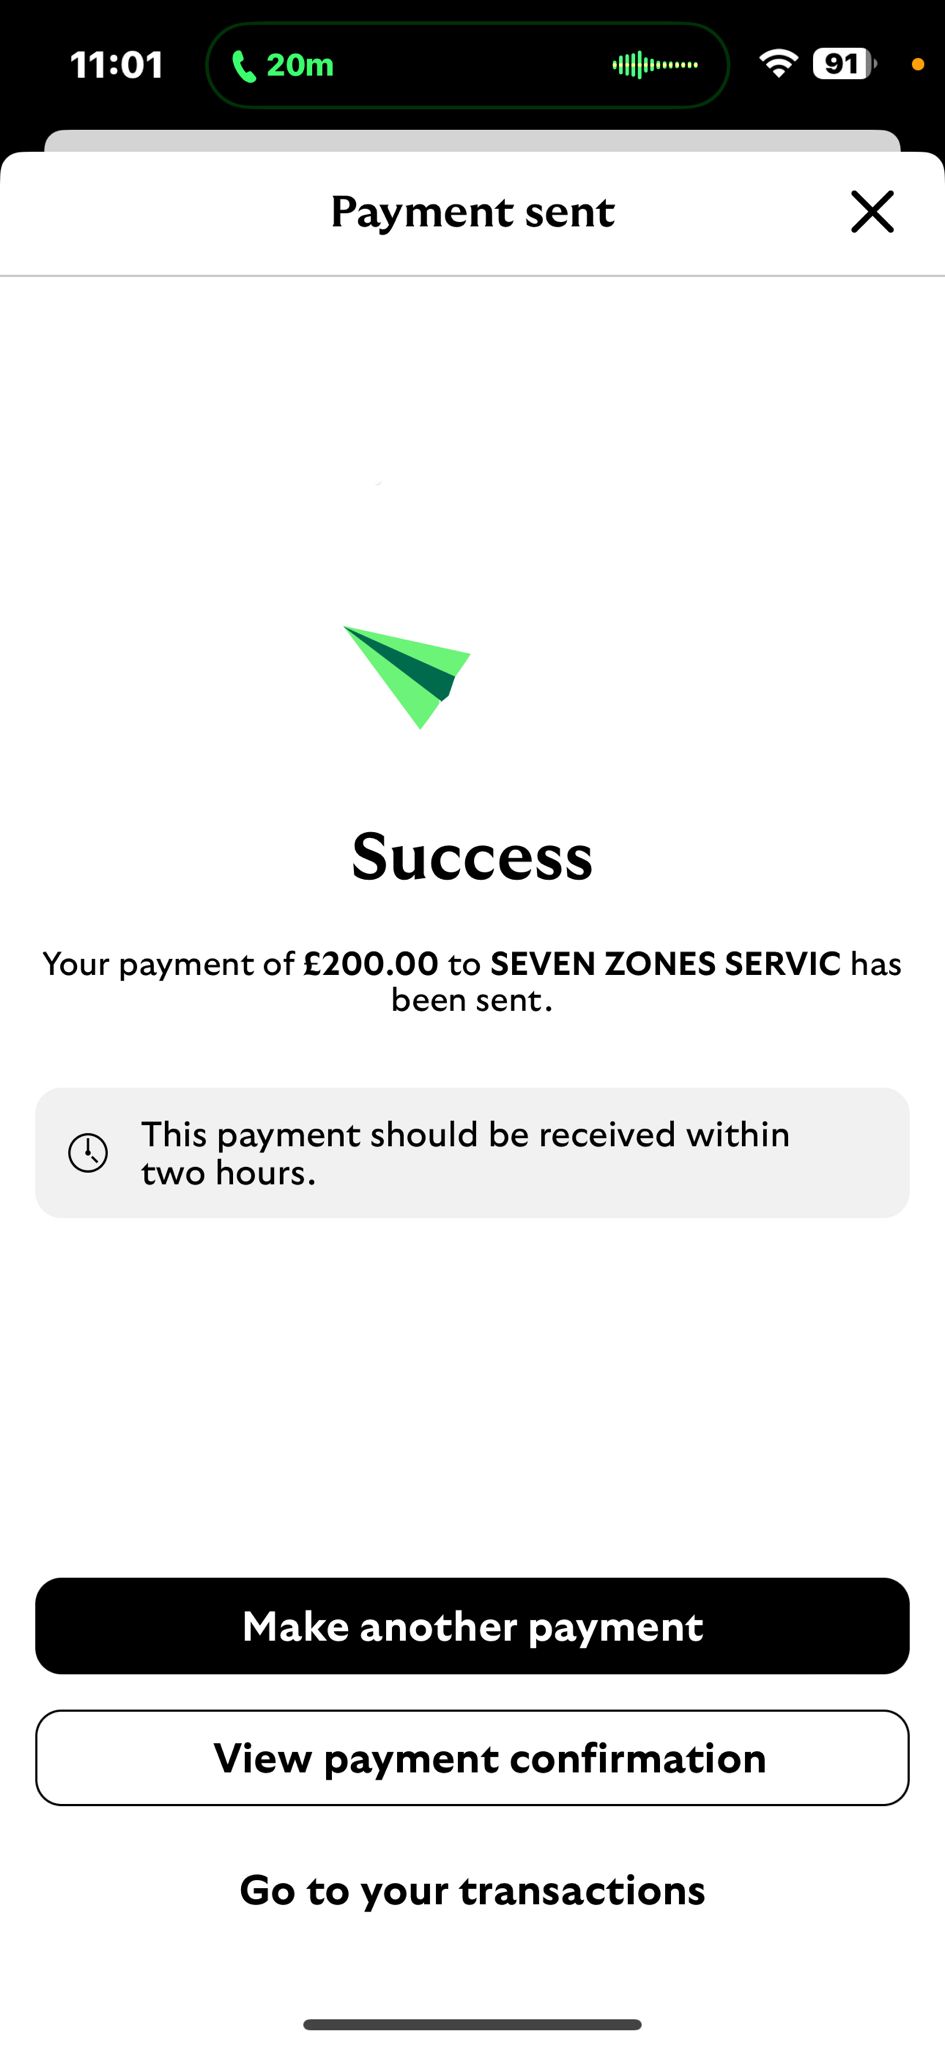 11:01
20m
91
Payment sent
Success
Your payment of £200.00 to SEVEN ZONES SERVIC has
been sent.
This payment should be received within
two hours.
Make another payment
View payment confirmation
Go to your transactions